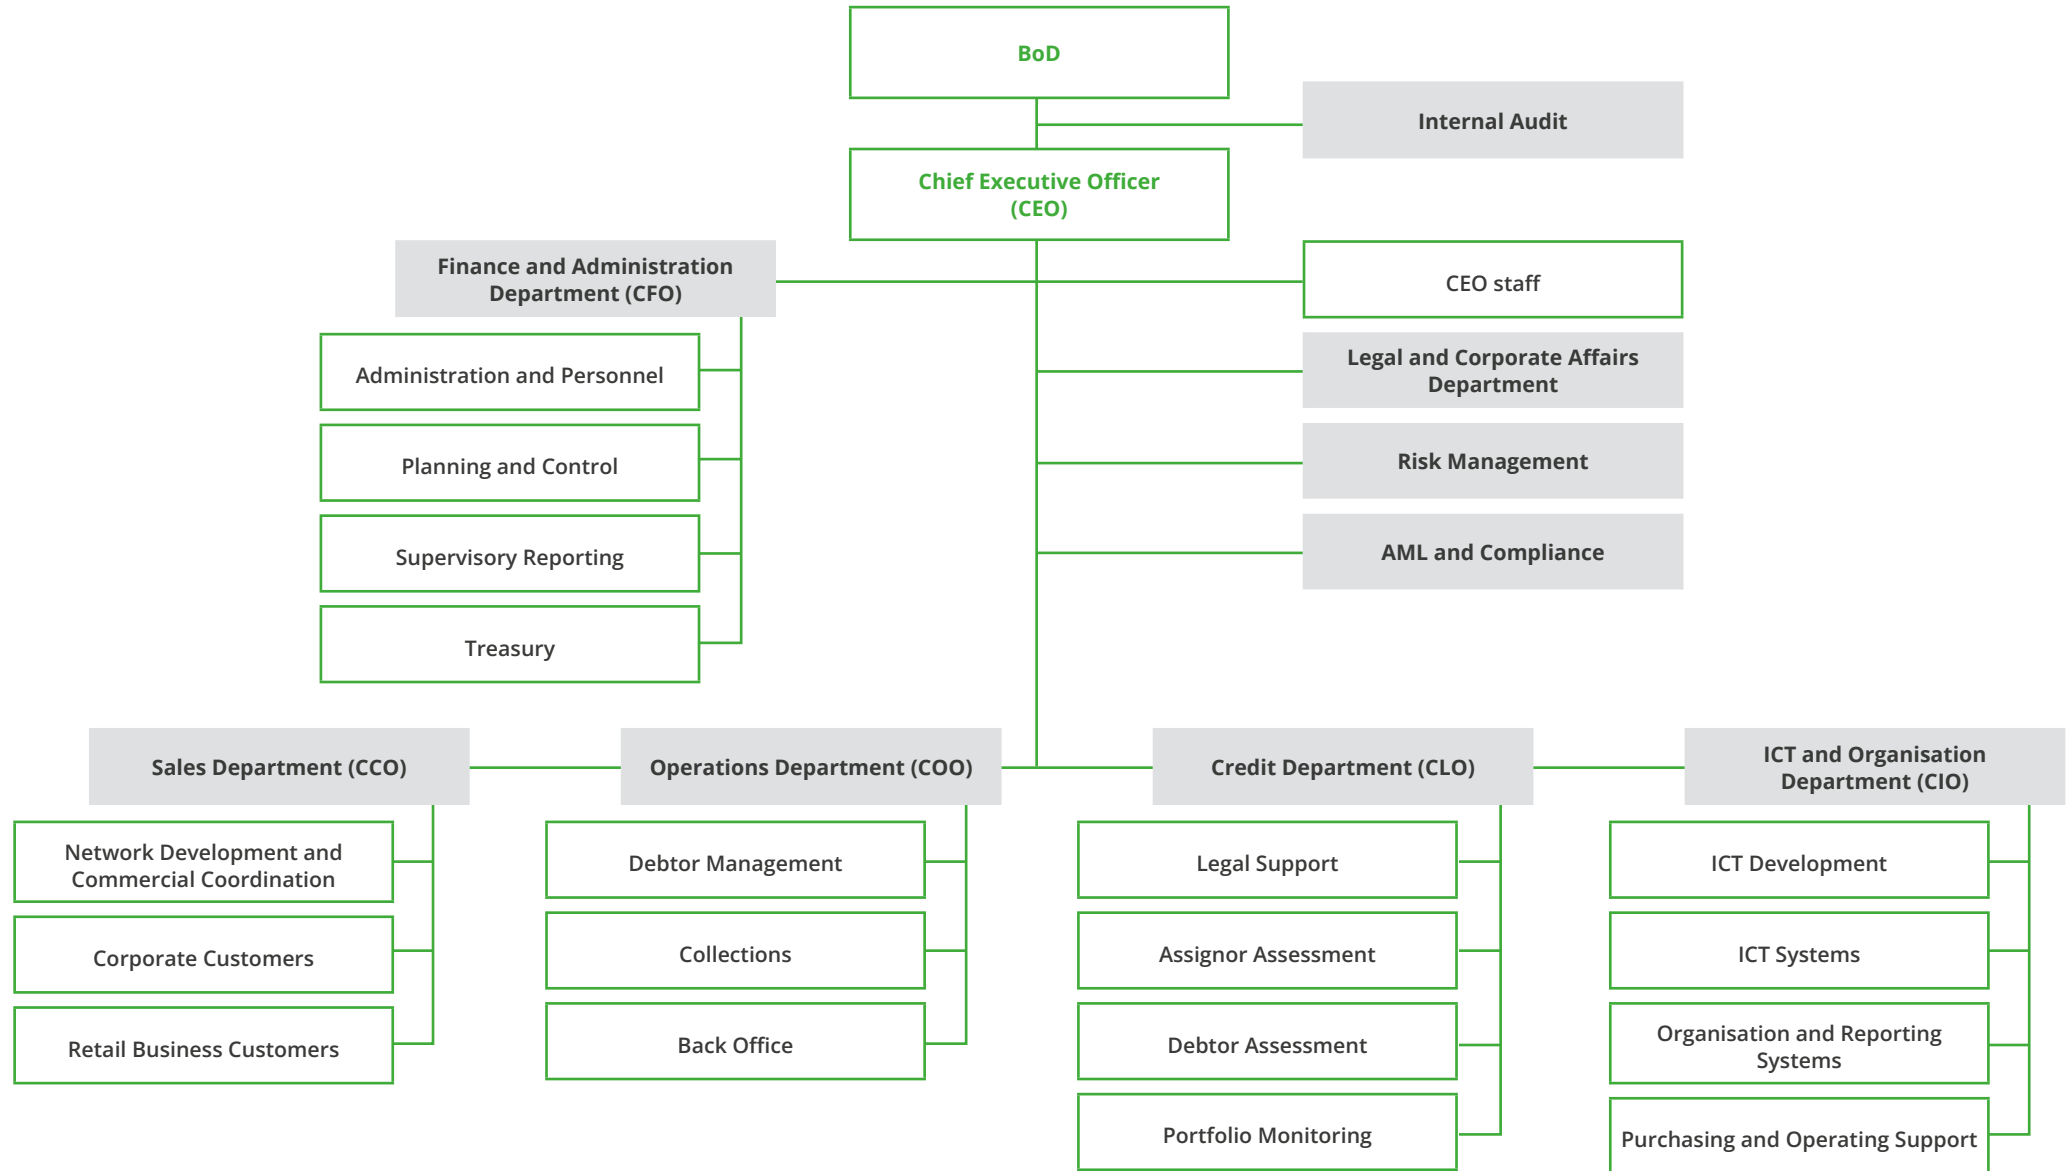 BoD
Internal Audit
Chief Executive Officer
(CEO)
Finance and Administration
Department (CFO)
CEO staff
Administration and Personnel
Legal and Corporate Affairs
Department
Planning and Control
Risk Management
Supervisory Reporting
AML and Compliance
Treasury
Sales Department (CCO)
Operations Department (COO)
Credit Department (CLO)
ICT and Organisation
Department (CIO)
Network Development and
Commercial Coordination
Corporate Customers
Retail Business Customers
Debtor Management
Collections
Back Office
Legal Support
Assignor Assessment
Debtor Assessment
Portfolio Monitoring
ICT Development
ICT Systems
Organisation and Reporting
Systems
Purchasing and Operating Support